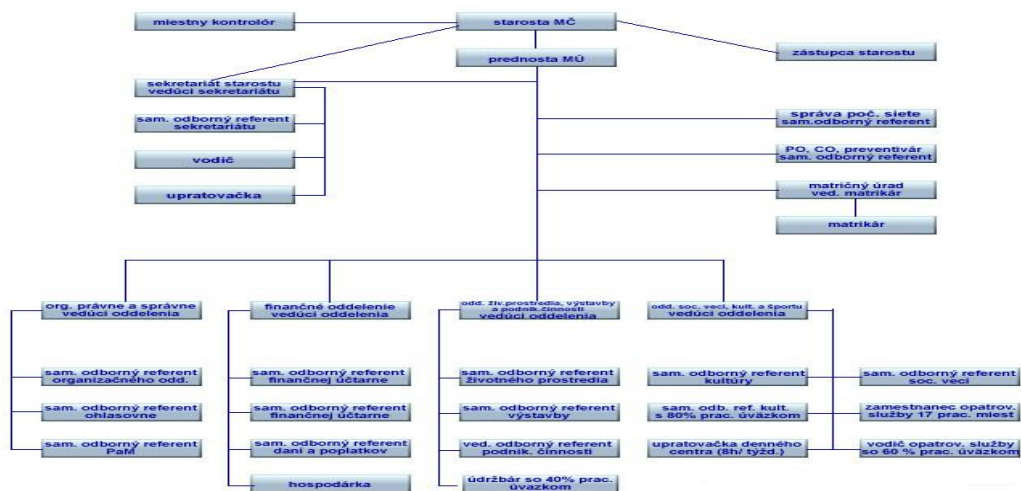 miestny kontrolór
starosta MČ
zástupca starostu
prednosta MÚ
sekretariát starostu
vedúci sekretariátu
sam. odborný referent
sekretariátu
vodič
upratovačka
správa poč. siete
sam.odborný referent
PO, CO, preventivár
sam. odborný referent
matričný úrad
ved. matrikár
matrikár
org. právne a správne
vedúci oddelenia
finančné oddelenie
vedúci oddelenia
odd. živ.prostredia, výstavby
a podnik.činnosti
vedúci oddelenia
odd. soc. vecí, kult. a športu
vedúci oddelenia
sam. odborný referent
organizačného odd.
sam. odborný referent
ohlasovne
sam. odborný referent
PaM
sam. odborný referent
finančnej účtarne
sam. odborný referent
finančnej účtarne
sam. odborný referent
daní a poplatkov
hospodárka
sam. odborný referent
životného prostredia
sam. odborný referent
výstavby
ved. odborný referent
podnik. činnosti
údržbár so 40% prac.
úväzkom
sam. odborný referent
kultúry
sam. odb. ref. kult.
s 80% prac. úväzkom
upratovačka denného
centra (8h/ týžd.)
sam. odborný referent
soc. vecí
zamestnanec opatrov.
služby 17 prac. miest
vodič opatrov. služby
so 60 % prac. úväzkom